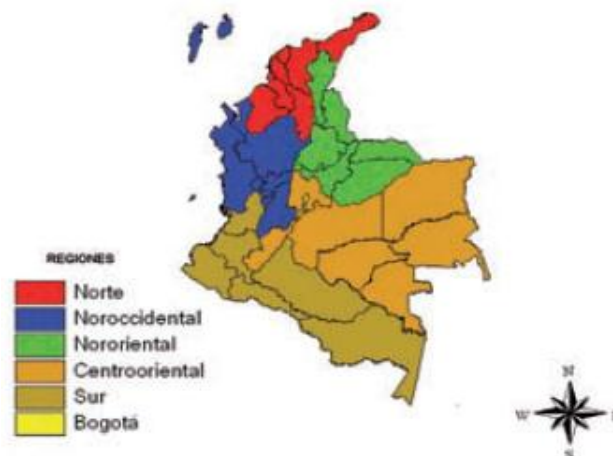 REGIONES
Norte
Noroccidental
Nororiental
Centrooriental
Sur
Bogotá
N
W
S